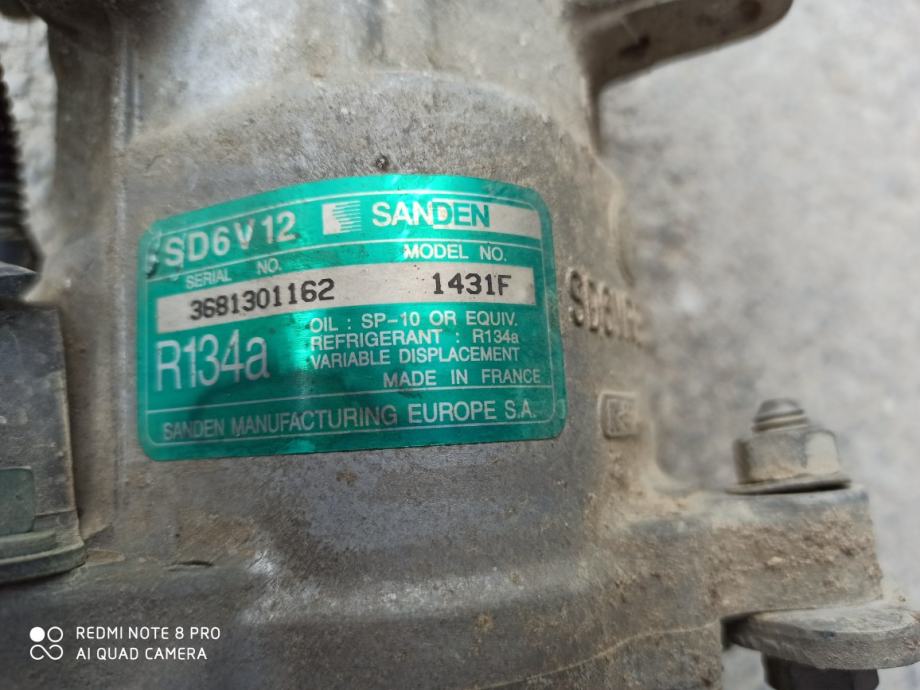 SD6V12 SANDEN
SERIAL NO. MODEL NO.
3681301162 1431F
R134a
OIL : SP-10 OR EQUIV.
REFRIGERANT : R134a
VARIABLE DISPLACEMENT
MADE IN FRANCE
SANDEN MANUFACTURING EUROPE S.A.
REDMI NOTE 8 PRO
AI QUAD CAMERA